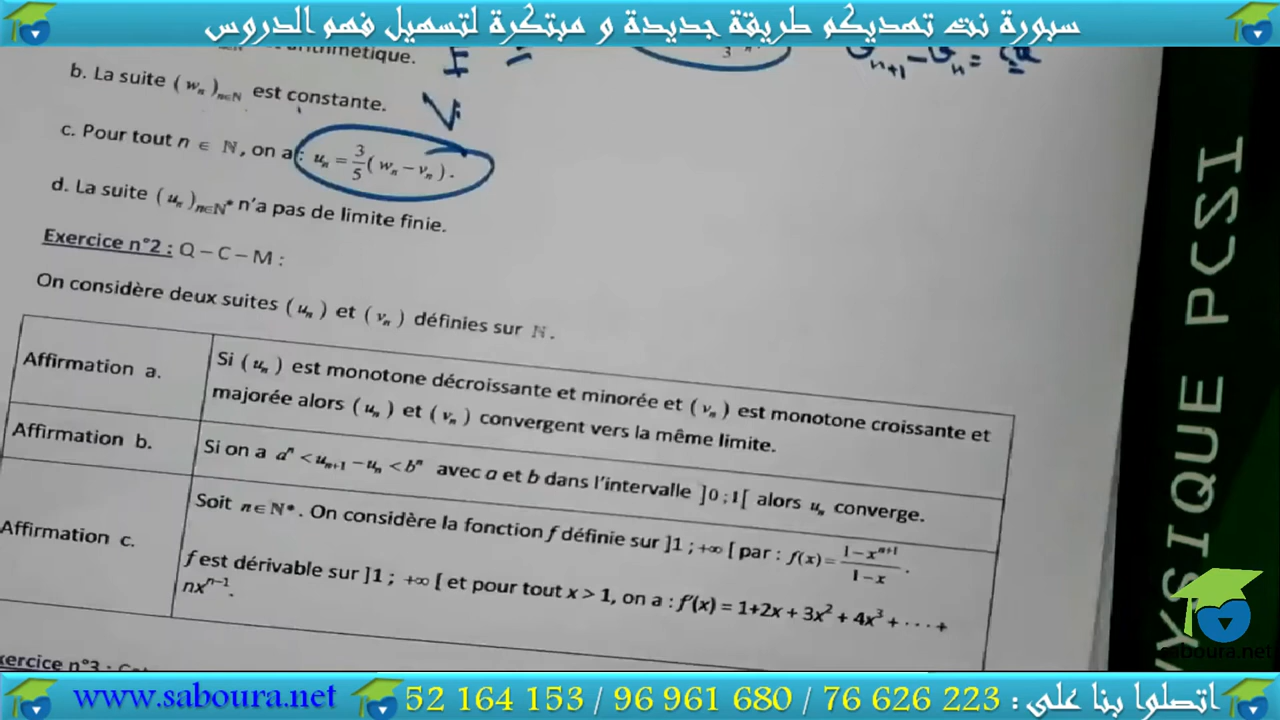 سبورة نت تهديكم طريقة جديدة و مبتكرة لتسهيل فهم الدروس
b. La suite (wₙ)ₙ∈ℕ est constante.
c. Pour tout n ∈ ℕ, on a : uₙ = 3/5 (wₙ − vₙ).
d. La suite (uₙ)ₙ∈ℕ* n'a pas de limite finie.
Exercice n°2 : Q – C – M :
On considère deux suites (uₙ) et (vₙ) définies sur ℕ.
Affirmation a.
Si (uₙ) est monotone décroissante et minorée et (vₙ) est monotone croissante et
majorée alors (uₙ) et (vₙ) convergent vers la même limite.
Affirmation b.
Si on a aⁿ < uₙ₊₁ − uₙ < bⁿ avec a et b dans l'intervalle ]0 ; 1[ alors uₙ converge.
Affirmation c.
Soit n ∈ ℕ*. On considère la fonction f définie sur ]1 ; +∞ [ par : f(x) = (1 − xⁿ⁺¹)/(1 − x).
f est dérivable sur ]1 ; +∞ [ et pour tout x > 1, on a : f'(x) = 1+2x + 3x² + 4x³ + · · · +
nxⁿ⁻¹.
PHYSIQUE PCSI
saboura.net
www.saboura.net
52 164 153 / 96 961 680 / 76 626 223 : اتصلوا بنا على